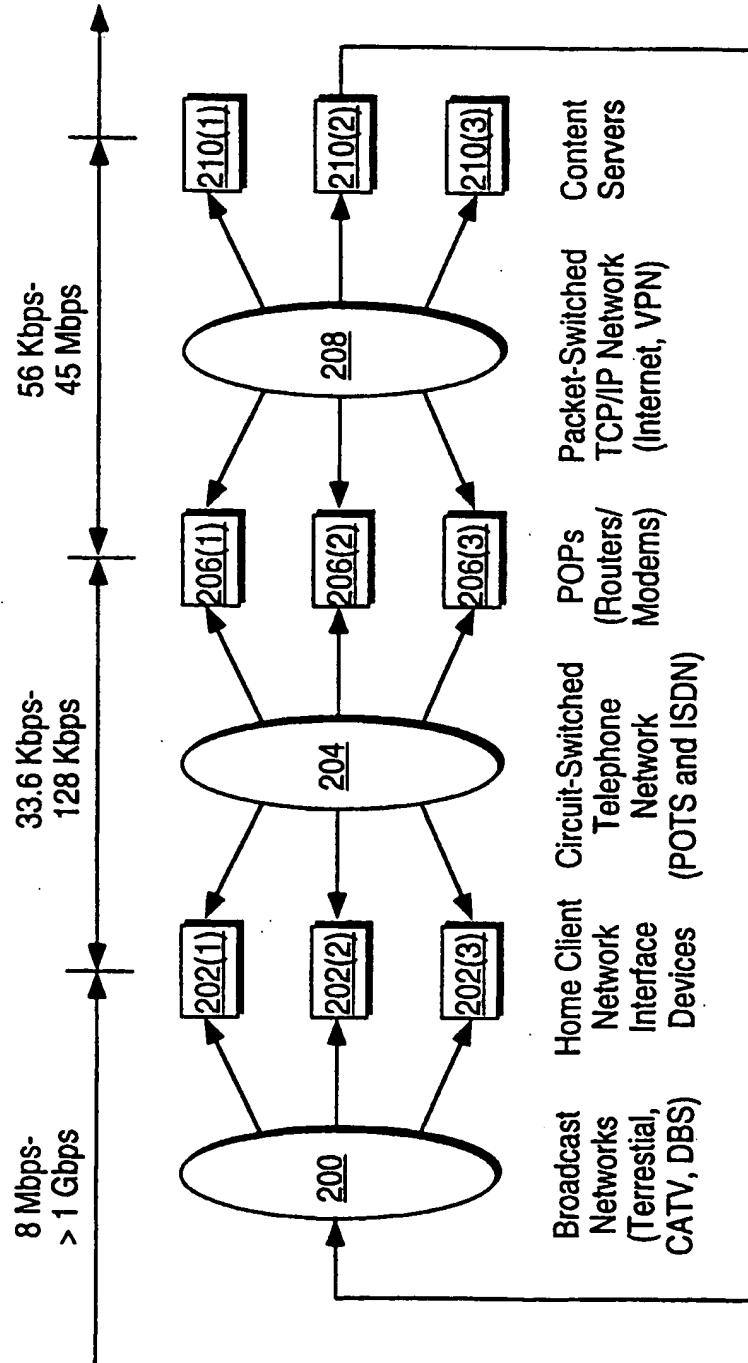 8 Mbps-
> 1 Gbps
33.6 Kbps-
128 Kbps
56 Kbps-
45 Mbps
200
202(1)
202(2)
202(3)
204
206(1)
206(2)
206(3)
208
210(1)
210(2)
210(3)
Broadcast
Networks
(Terrestial,
CATV, DBS)
Home Client
Network
Interface
Devices
Circuit-Switched
Telephone
Network
(POTS and ISDN)
POPs
(Routers/
Modems)
Packet-Switched
TCP/IP Network
(Internet, VPN)
Content
Servers